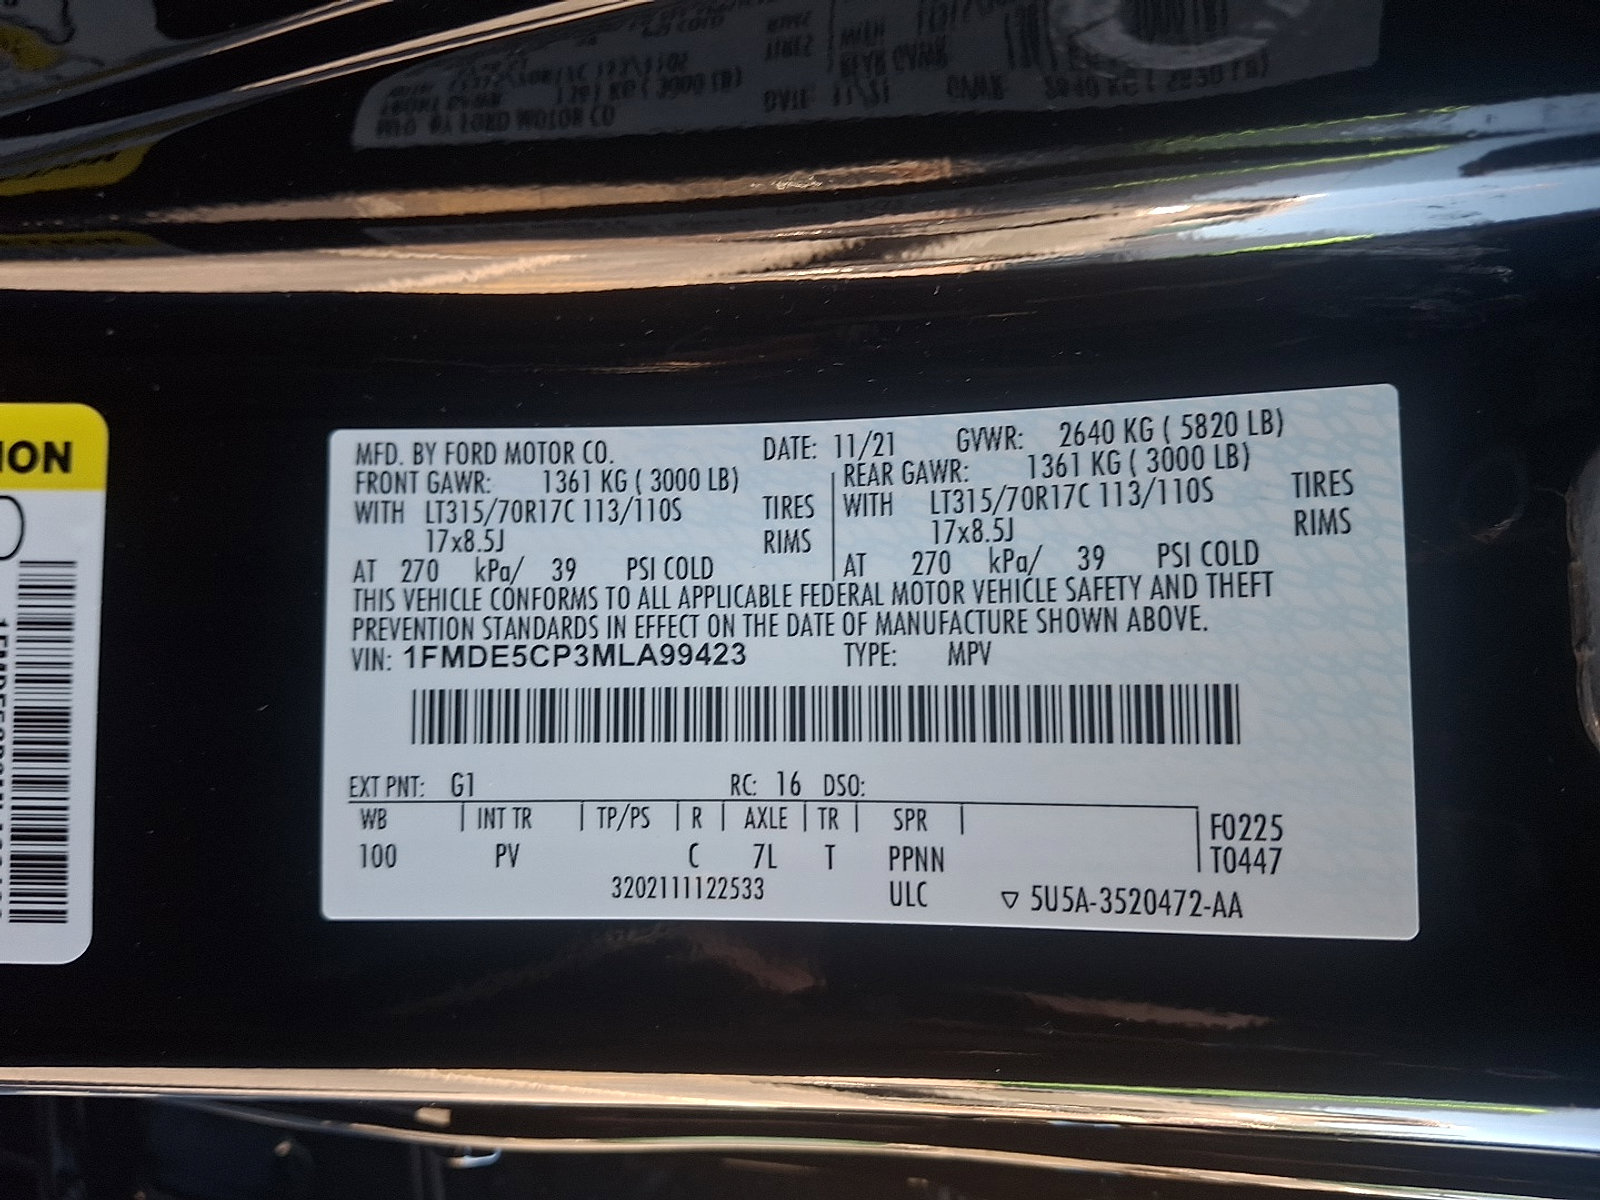 MFD. BY FORD MOTOR CO. DATE: 11/21 GVWR: 2640 KG ( 5820 LB)
FRONT GAWR: 1361 KG ( 3000 LB) REAR GAWR: 1361 KG ( 3000 LB)
WITH LT315/70R17C 113/110S TIRES WITH LT315/70R17C 113/110S TIRES
17x8.5J RIMS 17x8.5J RIMS
AT 270 kPa/ 39 PSI COLD AT 270 kPa/ 39 PSI COLD
THIS VEHICLE CONFORMS TO ALL APPLICABLE FEDERAL MOTOR VEHICLE SAFETY AND THEFT
PREVENTION STANDARDS IN EFFECT ON THE DATE OF MANUFACTURE SHOWN ABOVE.
VIN: 1FMDE5CP3MLA99423 TYPE: MPV
EXT PNT: G1 RC: 16 DSO:
WB INT TR TP/PS R AXLE TR SPR F0225
100 PV C 7L T PPNN T0447
3202111122533 ULC ▽ 5U5A-3520472-AA
ION